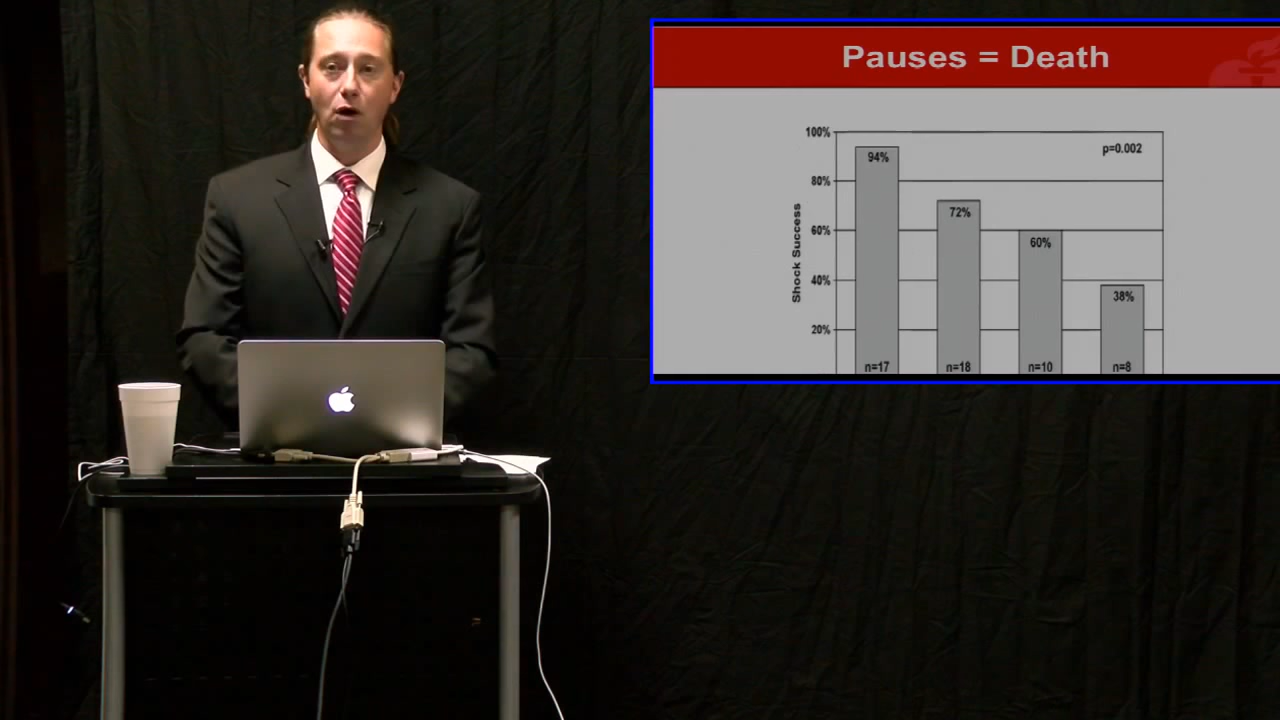 Pauses = Death
100%
80%
60%
40%
20%
Shock Success
p=0.002
94%
72%
60%
38%
n=17
n=18
n=10
n=8